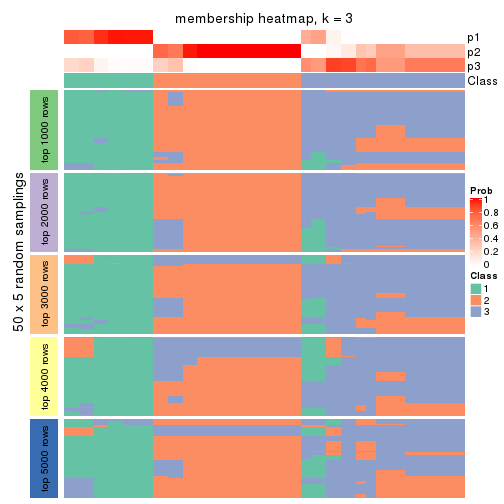 membership heatmap, k = 3
p1
p2
p3
Class
50 x 5 random samplings
top 1000 rows
top 2000 rows
top 3000 rows
top 4000 rows
top 5000 rows
Prob
1
0.8
0.6
0.4
0.2
0
Class
1
2
3